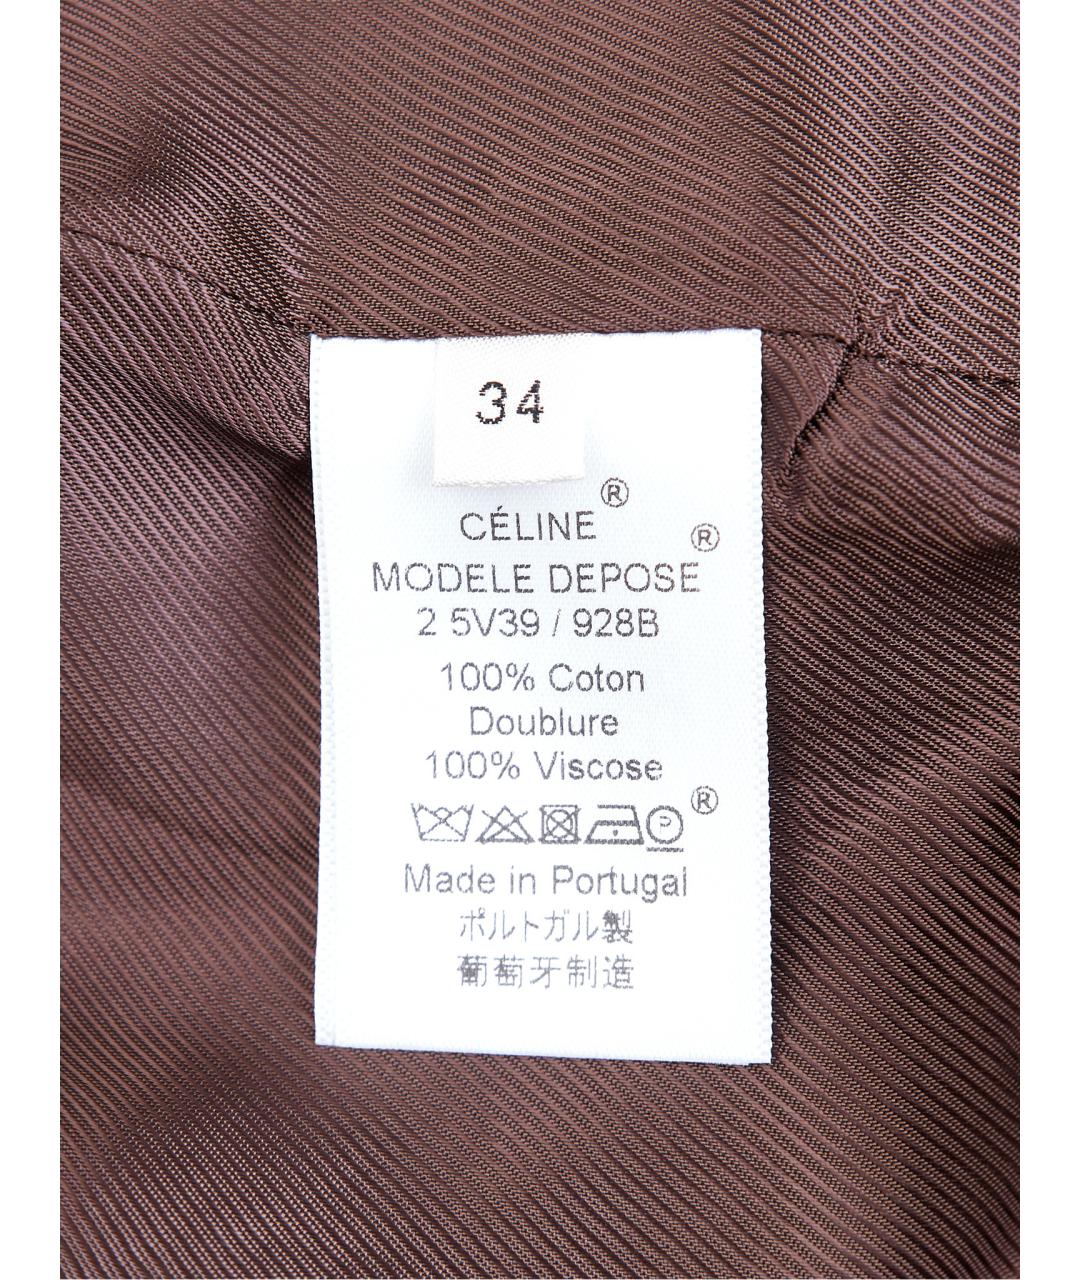 34
CÉLINE ®
MODELE DEPOSE ®
2 5V39 / 928B
100% Coton
Doublure
100% Viscose
P ®
Made in Portugal
ポルトガル製
葡萄牙制造